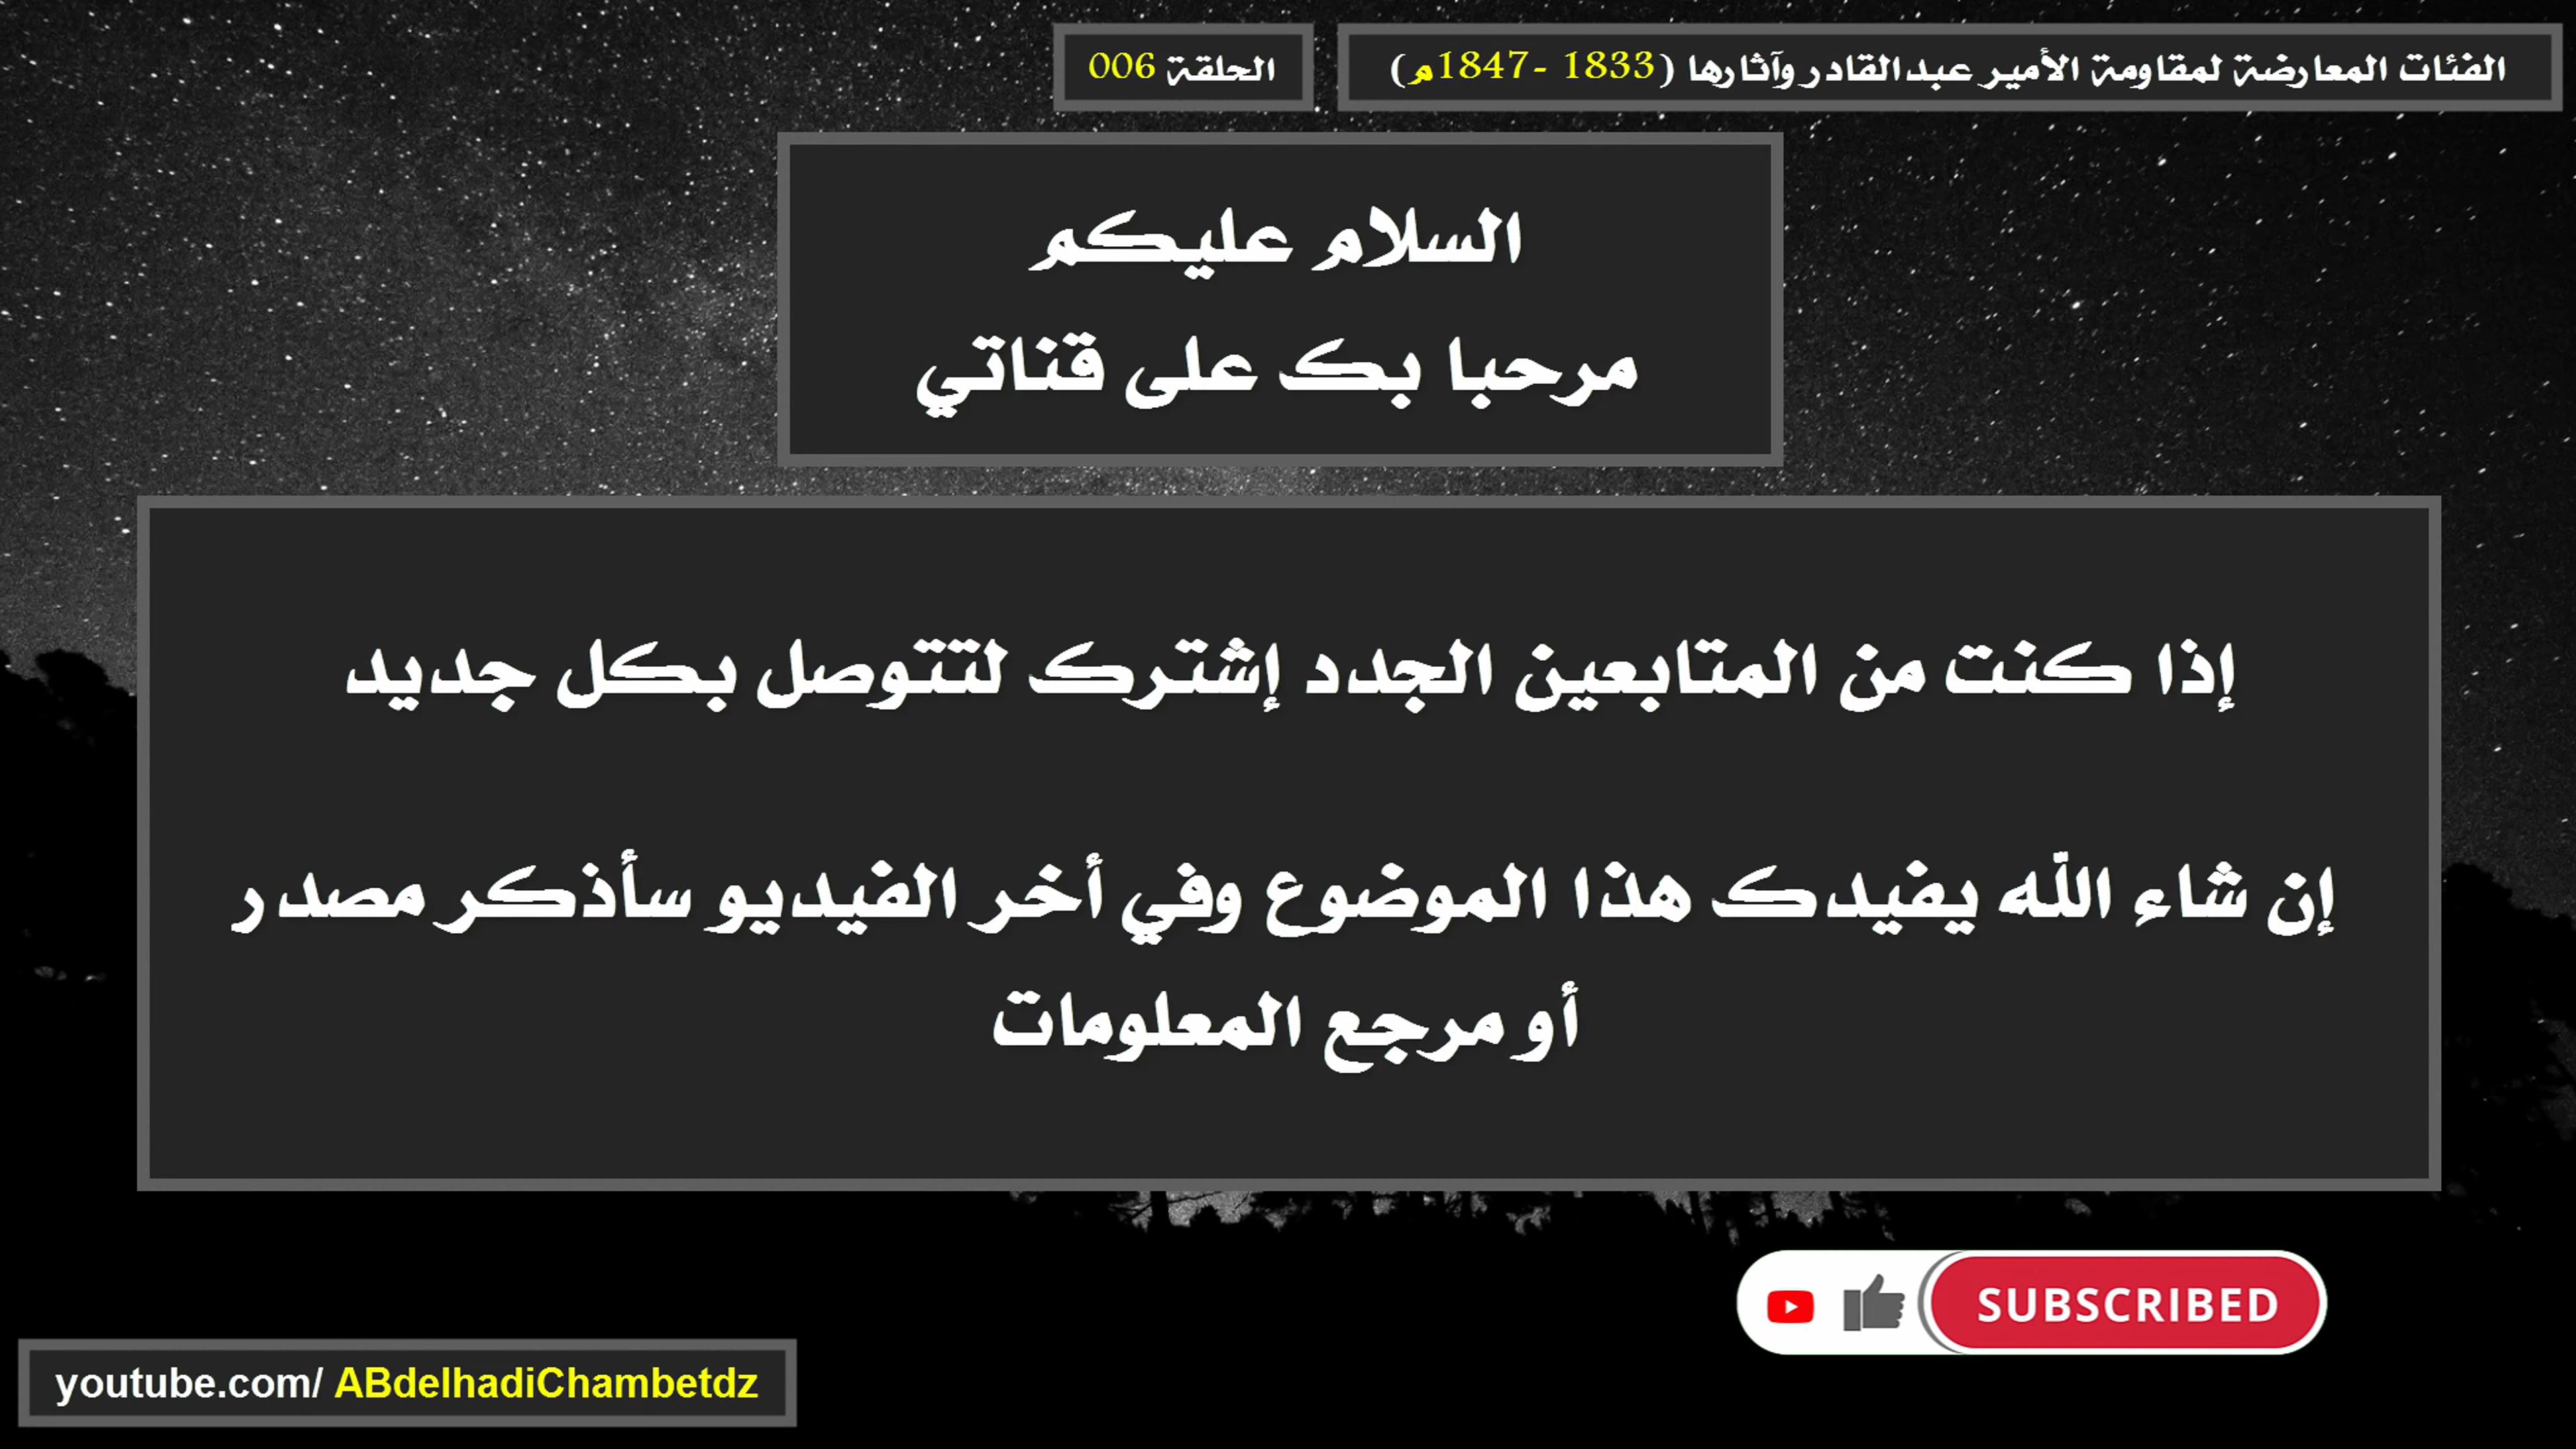 الفئات المعارضة لمقاومة الأمير عبدالقادر وآثارها (1833 -1847م)
الحلقة 006
السلام عليكم
مرحبا بك على قناتي
إذا كنت من المتابعين الجدد إشترك لتتوصل بكل جديد
إن شاء الله يفيدك هذا الموضوع وفي أخر الفيديو سأذكر مصدر
أو مرجع المعلومات
SUBSCRIBED
youtube.com/ ABdelhadiChambetdz